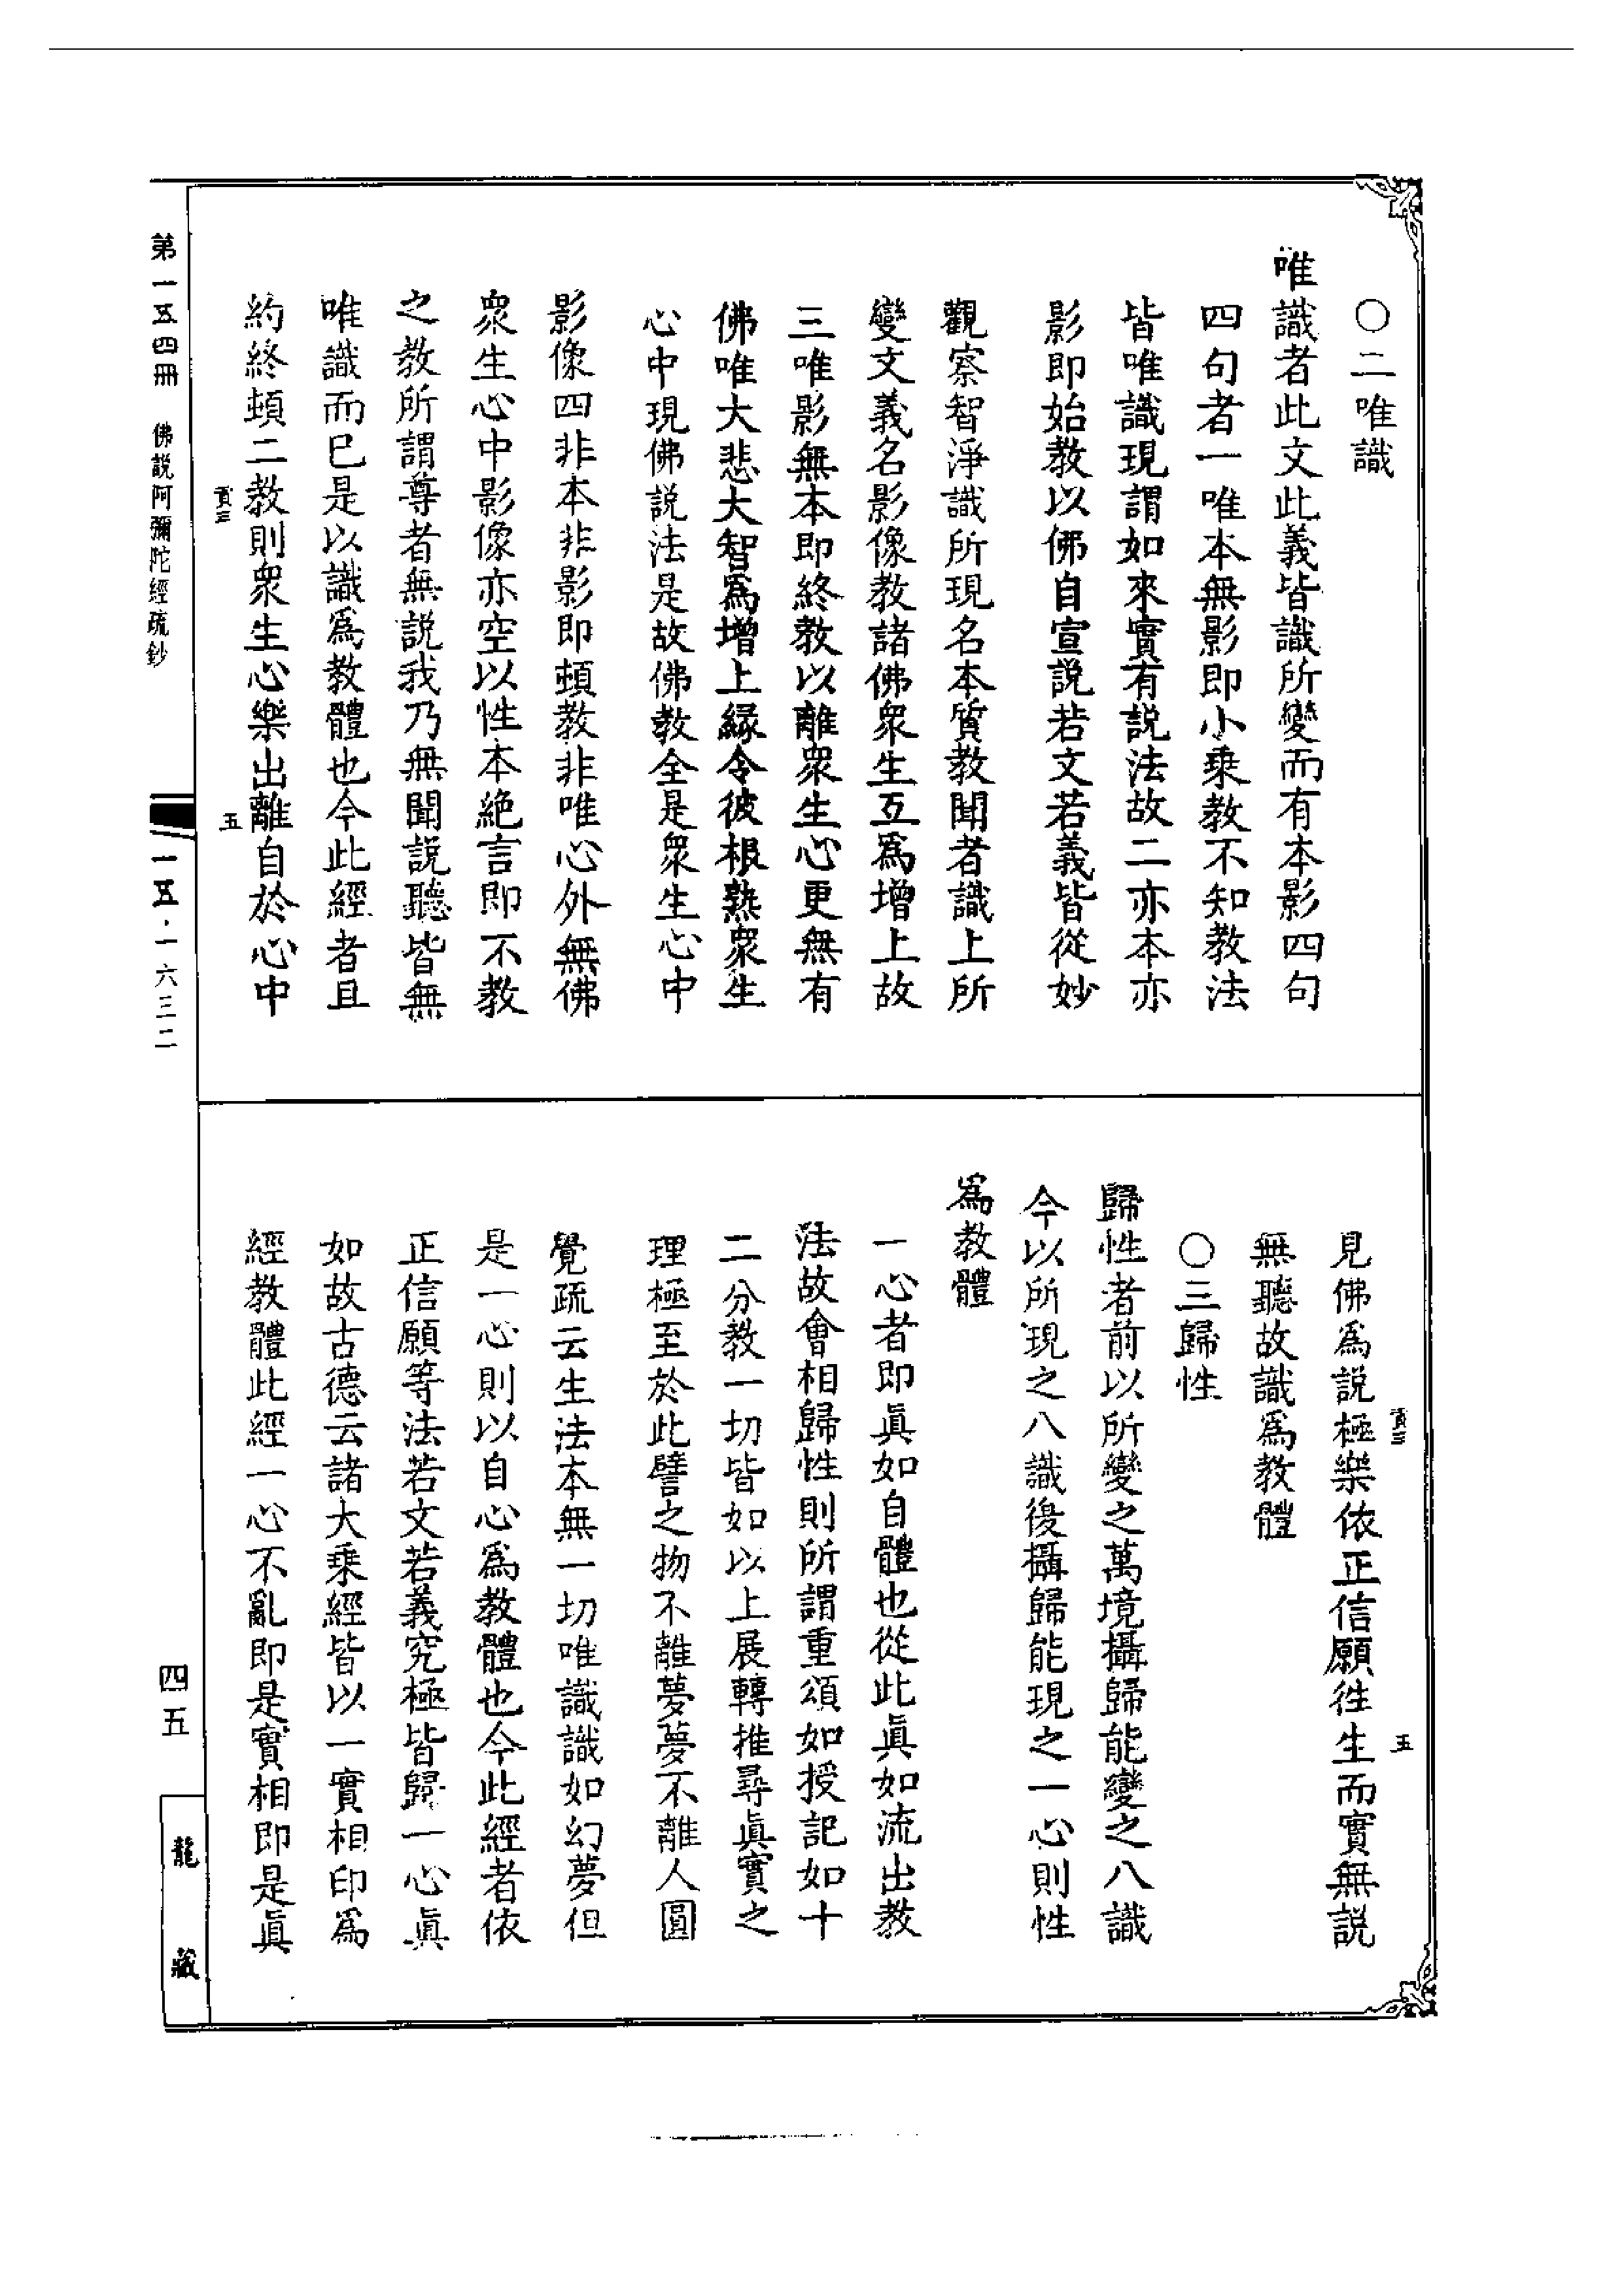 ○二唯識
唯識者此文此義皆識所變而有本影四句
四句者一唯本無影即小乘教不知教法
皆唯識現謂如來實有説法故二亦本亦
影即始教以佛自宣説若文若義皆從妙
觀察智淨識所現名本質教聞者識上所
變文義名影像教諸佛衆生互爲增上故
三唯影無本即終教以離衆生心更無有
佛唯大悲大智爲增上緣令彼根熟衆生
心中現佛説法是故佛教全是衆生心中
影像四非本非影即頓教非唯心外無佛
衆生心中影像亦空以性本絶言即不教
之教所謂尊者無説我乃無聞説聽皆無
唯識而已是以識爲教體也今此經者且
約終頓二教則衆生心樂出離自於心中
貢三
五
見佛爲説極樂依正信願往生而實無説
無聽故識爲教體
○三歸性
歸性者前以所變之萬境攝歸能變之八識
今以所現之八識後攝歸能現之一心則性
爲教體
一心者即眞如自體也從此眞如流出教
法故會相歸性則所謂重頌如授記如十
二分教一切皆如以上展轉推尋眞實之
理極至於此譬之物不離夢夢不離人圓
覺疏云生法本無一切唯識識如幻夢但
是一心則以自心爲教體也今此經者依
正信願等法若文若義究極皆歸一心眞
如故古德云諸大乘經皆以一實相印爲
經教體此經一心不亂即是實相即是眞
貢三
五
第一五四冊 佛説阿彌陀經疏鈔
一五·一六三二
四五
龍藏